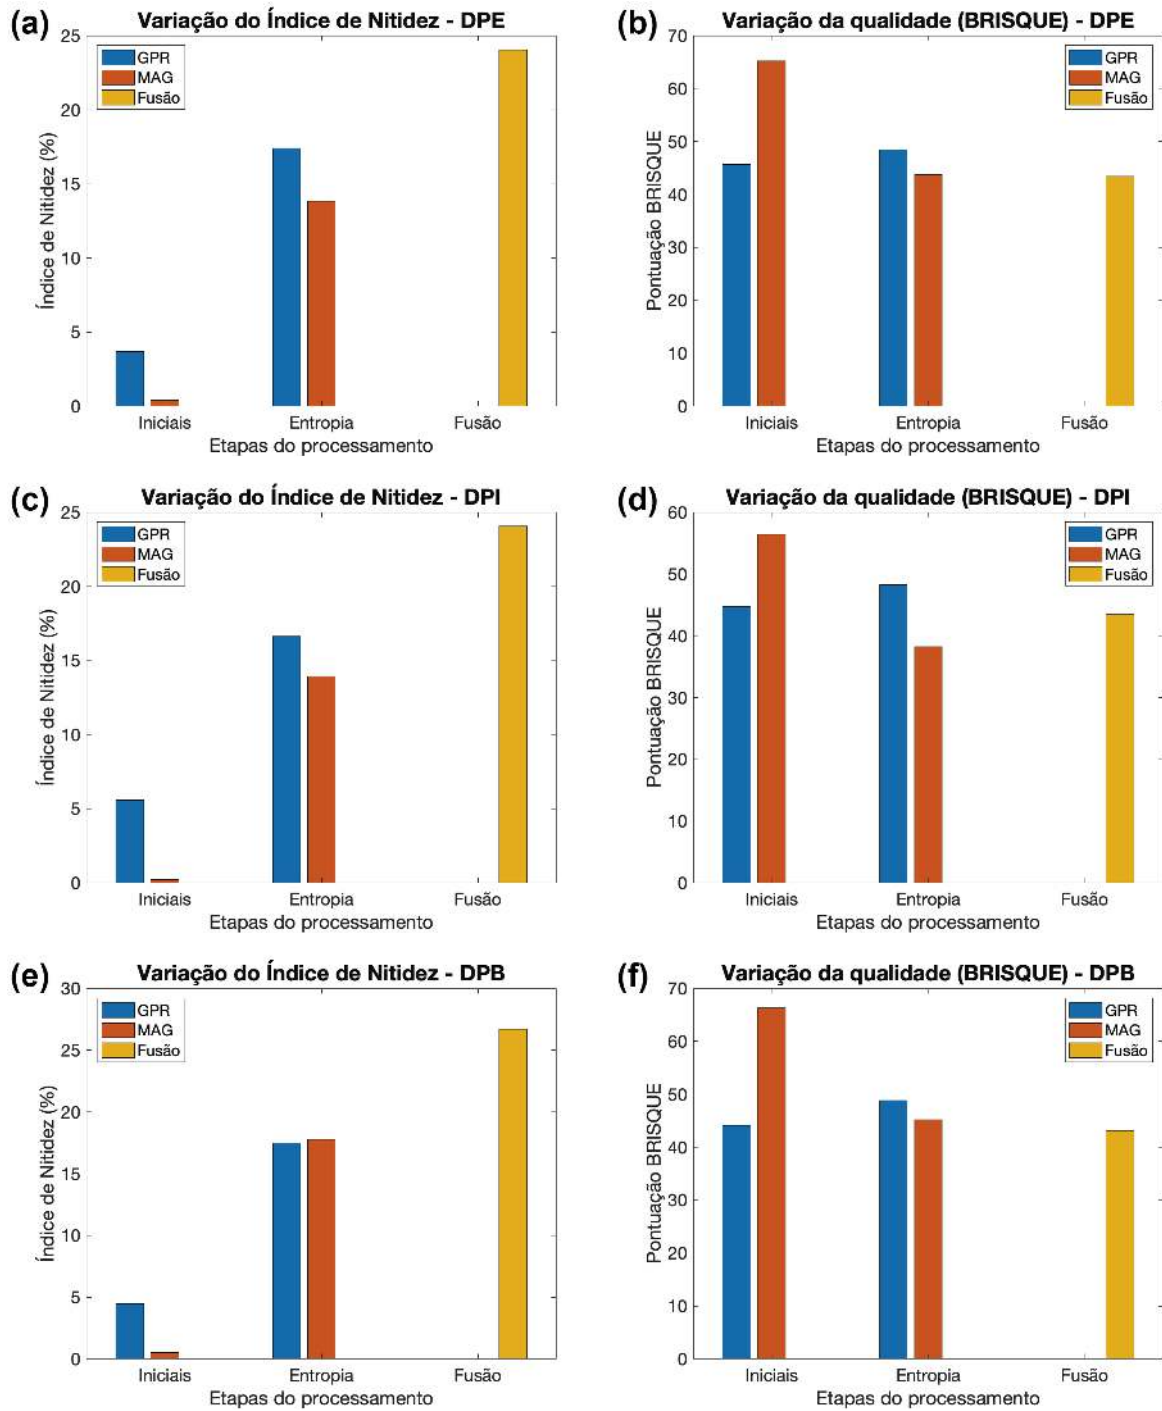 (a)
Variação do Índice de Nitidez - DPE
25
20
15
10
5
0
Índice de Nitidez (%)
GPR
MAG
Fusão
Iniciais Entropia Fusão
Etapas do processamento
(b)
Variação da qualidade (BRISQUE) - DPE
70
60
50
40
30
20
10
0
Pontuação BRISQUE
GPR
MAG
Fusão
Iniciais Entropia Fusão
Etapas do processamento
(c)
Variação do Índice de Nitidez - DPI
25
20
15
10
5
0
Índice de Nitidez (%)
GPR
MAG
Fusão
Iniciais Entropia Fusão
Etapas do processamento
(d)
Variação da qualidade (BRISQUE) - DPI
60
50
40
30
20
10
0
Pontuação BRISQUE
GPR
MAG
Fusão
Iniciais Entropia Fusão
Etapas do processamento
(e)
Variação do Índice de Nitidez - DPB
30
25
20
15
10
5
0
Índice de Nitidez (%)
GPR
MAG
Fusão
Iniciais Entropia Fusão
Etapas do processamento
(f)
Variação da qualidade (BRISQUE) - DPB
70
60
50
40
30
20
10
0
Pontuação BRISQUE
GPR
MAG
Fusão
Iniciais Entropia Fusão
Etapas do processamento